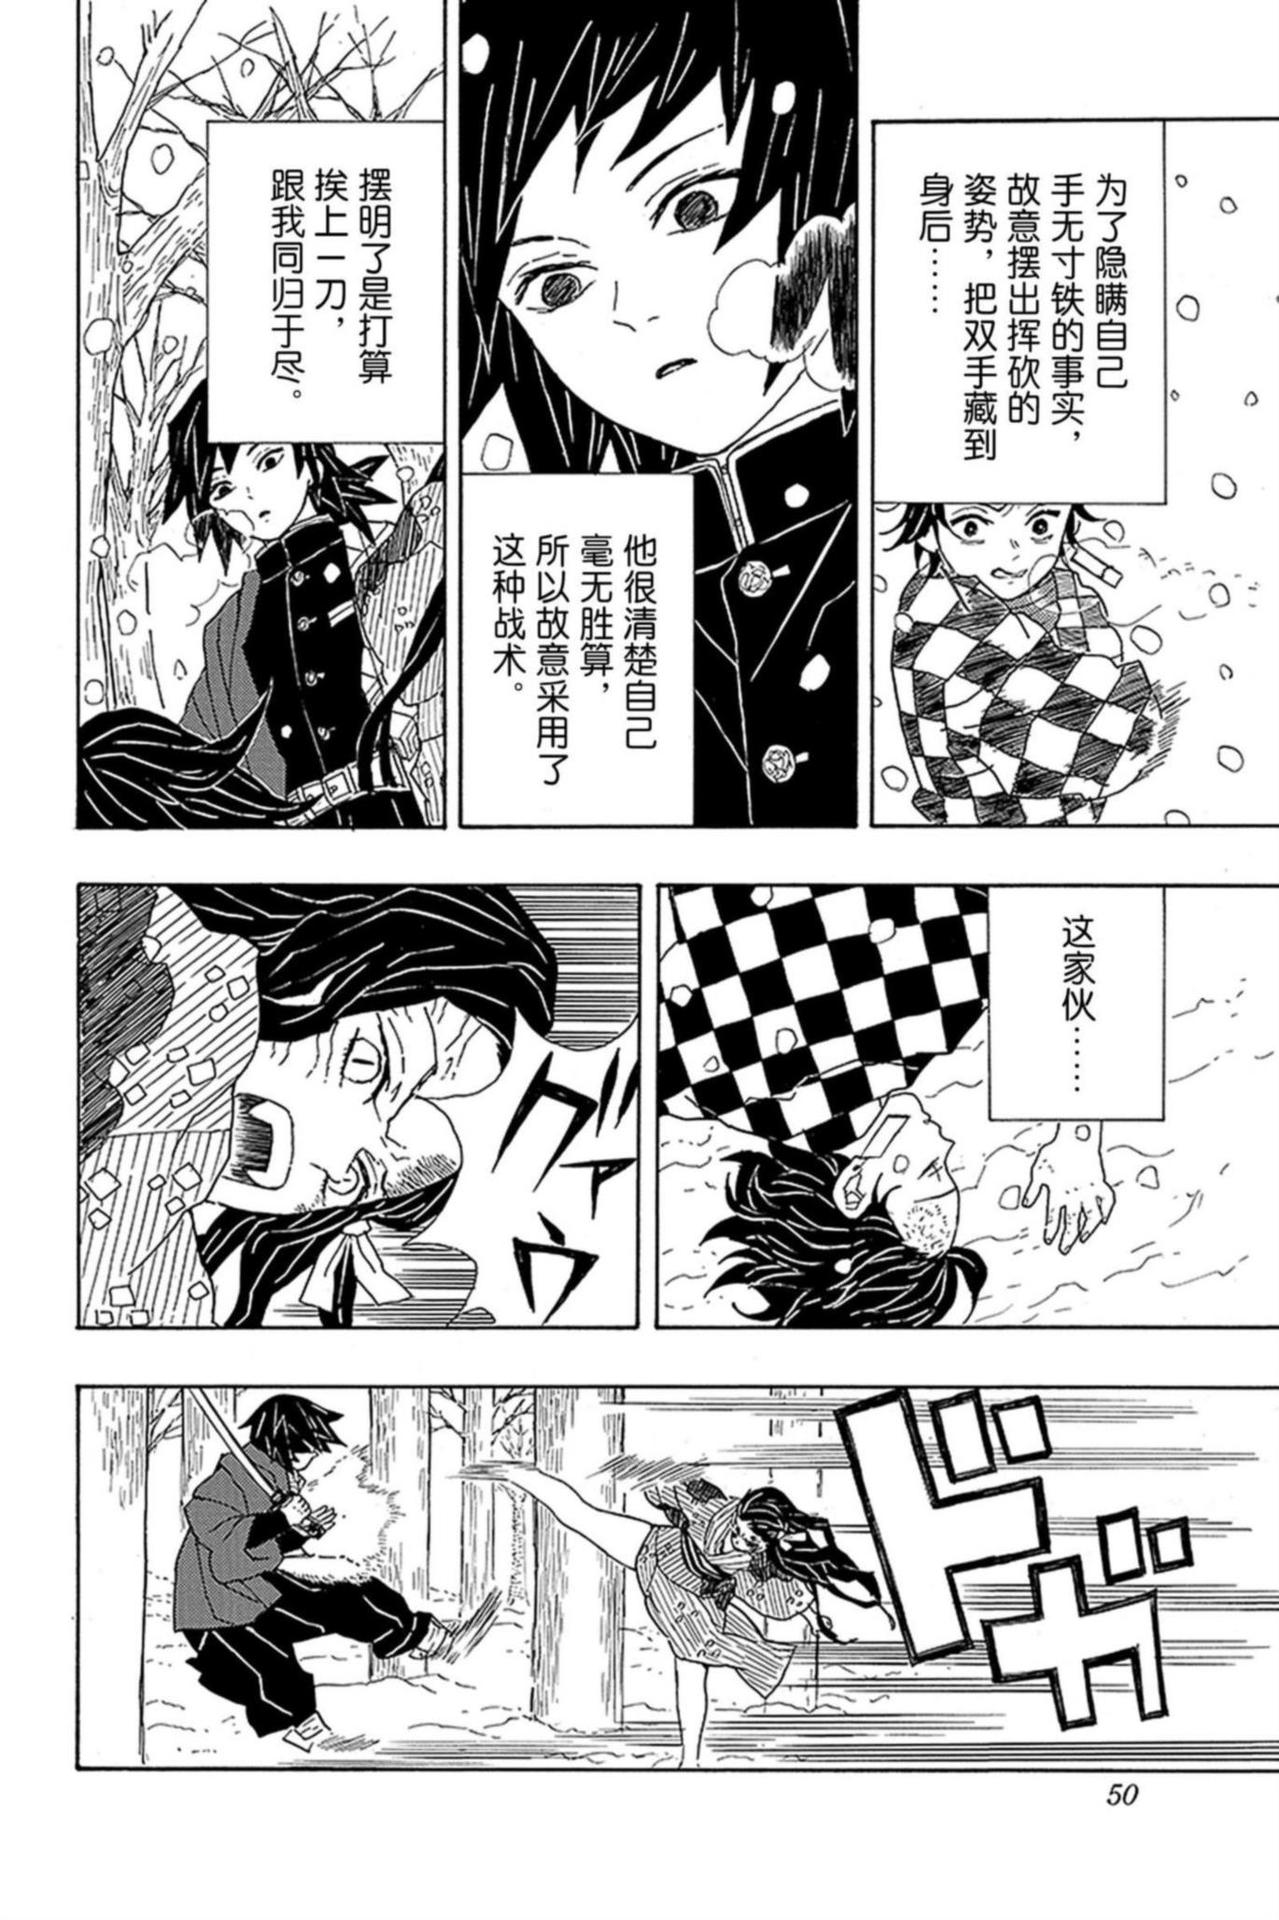 为了隐瞒自己
手无寸铁的事实，
故意摆出挥砍的
姿势，把双手藏到
身后……
他很清楚自己
毫无胜算，
所以故意采用了
这种战术。
摆明了是打算
挨上一刀，
跟我同归于尽。
这家伙……
グァゥ
ドガ
50